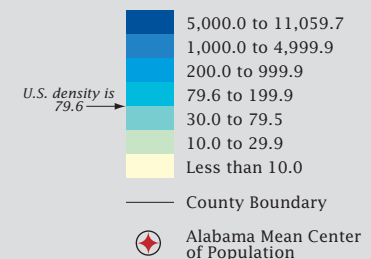 5,000.0 to 11,059.7
1,000.0 to 4,999.9
200.0 to 999.9
U.S. density is
79.6
79.6 to 199.9
30.0 to 79.5
10.0 to 29.9
Less than 10.0
County Boundary
Alabama Mean Center
of Population